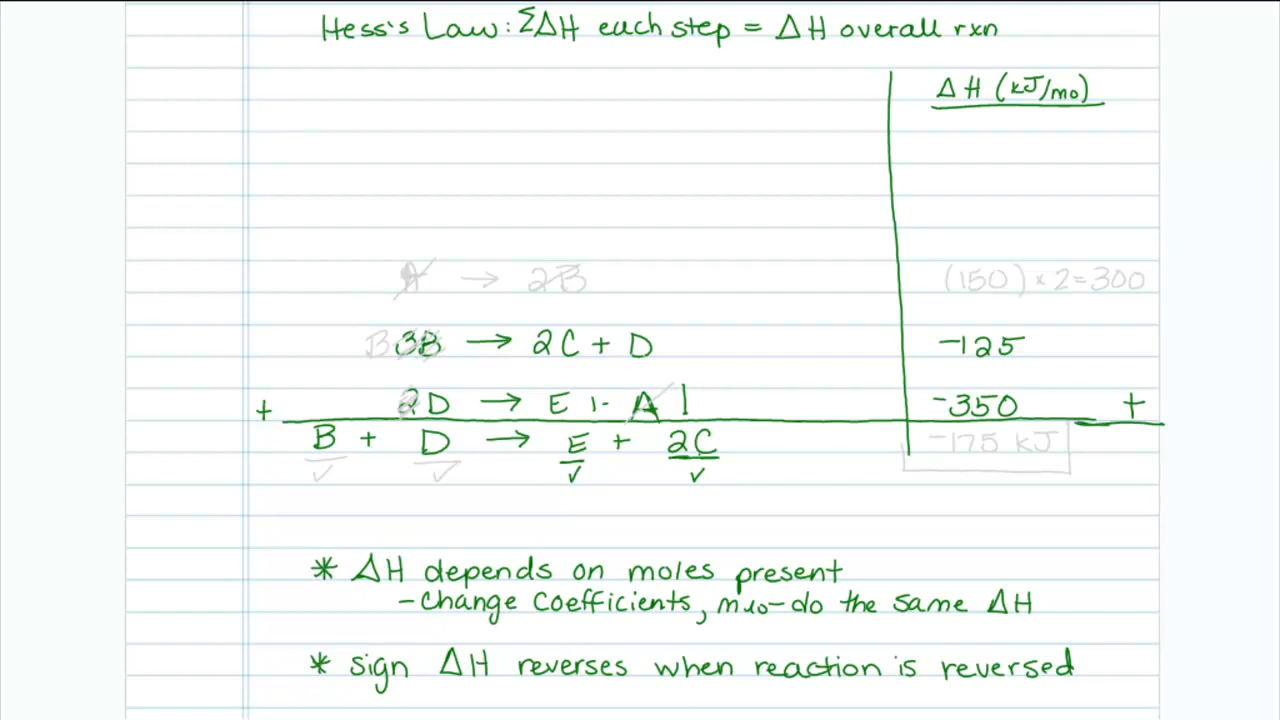 Hess's Law: ΣΔH each step = ΔH overall rxn
ΔH (kJ/mo)
A → 2B (150) × 2 = 300
3B → 2C + D -125
+ 2D → E + A -350 +
B + D → E + 2C -175 kJ
✓ ✓ ✓ ✓
* ΔH depends on moles present
- Change coefficients, do the same ΔH
* sign ΔH reverses when reaction is reversed